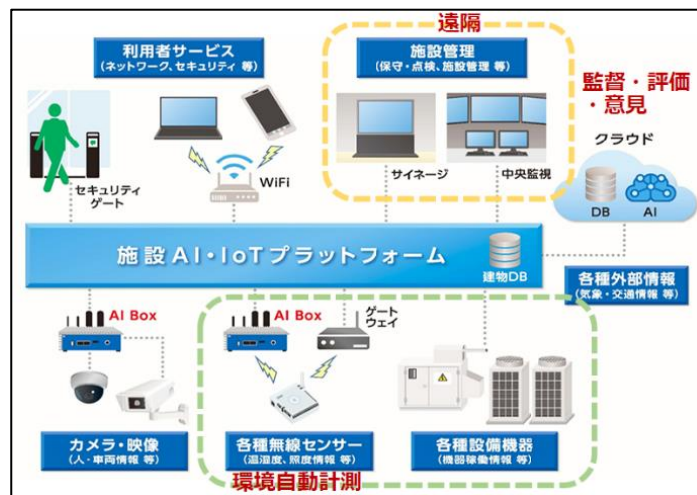 遠隔
利用者サービス
(ネットワーク、セキュリティ 等)
施設管理
(保守・点検、施設管理 等)
監督・評価
・意見
クラウド
WiFi
セキュリティ
ゲート
サイネージ
中央監視
DB
AI
施設AI・IoTプラットフォーム
建物DB
各種外部情報
(気象・交通情報 等)
AI Box
AI Box
ゲート
ウェイ
カメラ・映像
(人・車両情報 等)
各種無線センサー
(温湿度、照度情報 等)
各種設備機器
(機器稼働情報 等)
環境自動計測